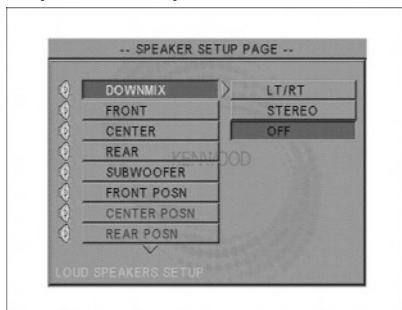 -- SPEAKER SETUP PAGE --
DOWNMIX
LT/RT
FRONT
STEREO
CENTER
OFF
REAR
KENWOOD
SUBWOOFER
FRONT POSN
CENTER POSN
REAR POSN
LOUD SPEAKERS SETUP